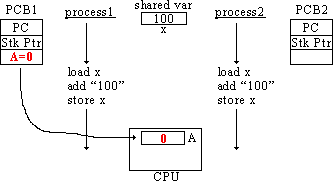 PCB1 process1 shared var process2 PCB2
PC 100 PC
Stk Ptr x Stk Ptr
A=0
load x load x
add “100” add “100”
store x store x
0 A
CPU